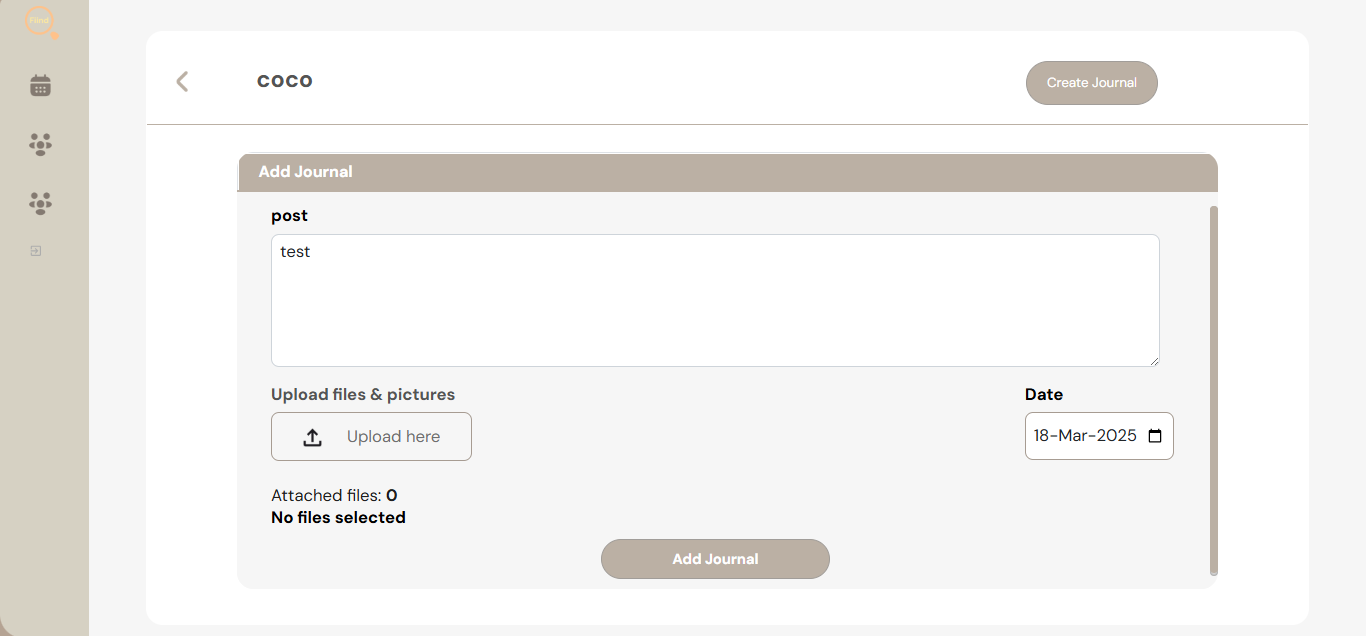 Flind
coco
Create Journal
Add Journal
post
test
Upload files & pictures
Date
Upload here
18-Mar-2025
Attached files: 0
No files selected
Add Journal